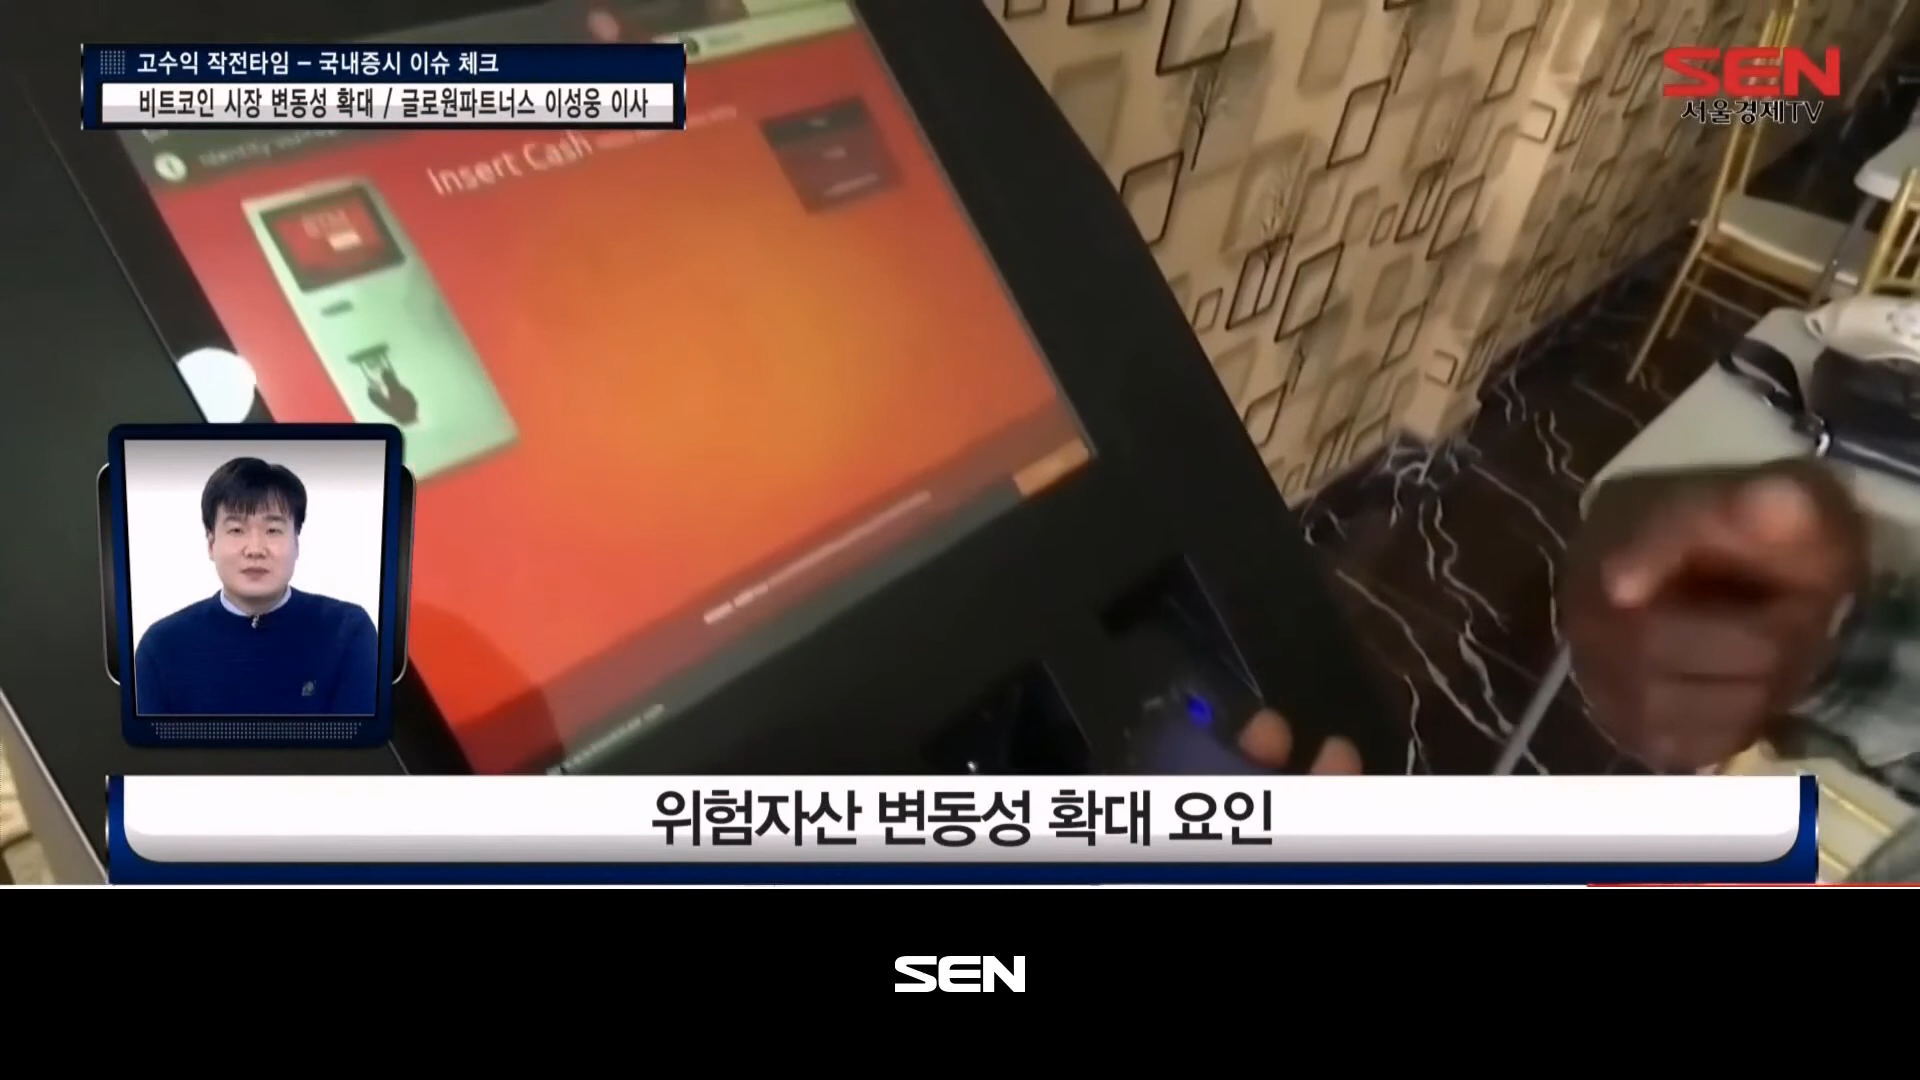 고수익 작전타임 – 국내증시 이슈 체크
비트코인 시장 변동성 확대 / 글로원파트너스 이성웅 이사
SEN
서울경제TV
Insert Cash
위험자산 변동성 확대 요인
SEN